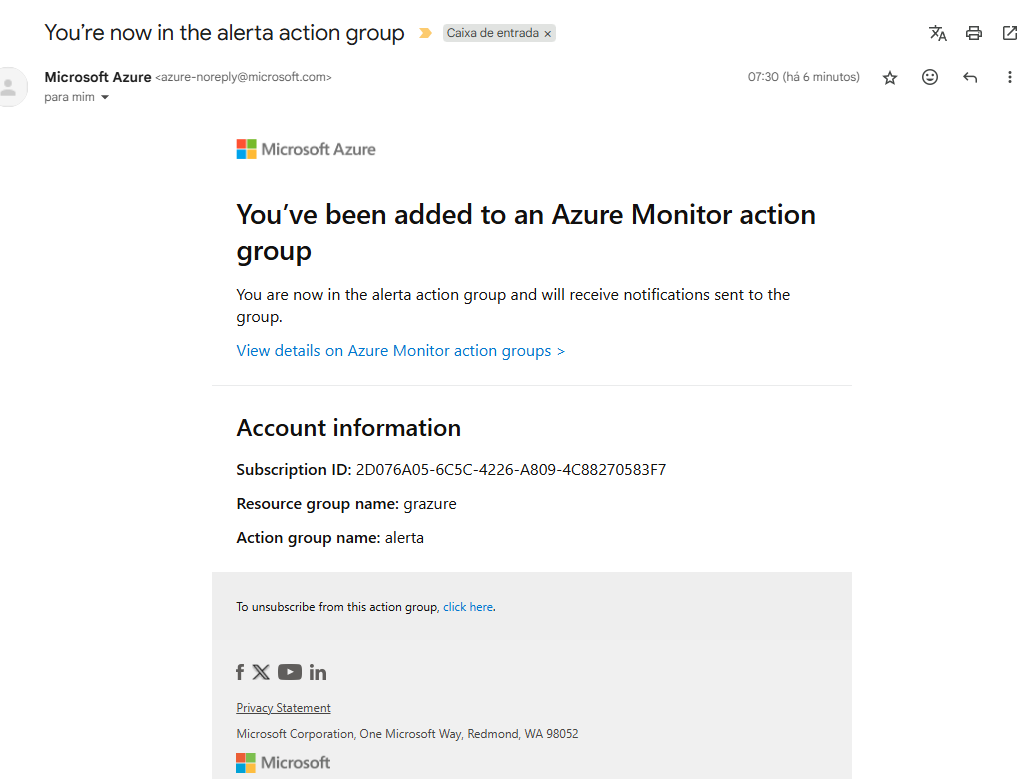 You’re now in the alerta action group Caixa de entrada ×
Microsoft Azure <azure-noreply@microsoft.com> 07:30 (há 6 minutos)
para mim
Microsoft Azure
You’ve been added to an Azure Monitor action
group
You are now in the alerta action group and will receive notifications sent to the
group.
View details on Azure Monitor action groups >
Account information
Subscription ID: 2D076A05-6C5C-4226-A809-4C88270583F7
Resource group name: grazure
Action group name: alerta
To unsubscribe from this action group, click here.
Privacy Statement
Microsoft Corporation, One Microsoft Way, Redmond, WA 98052
Microsoft